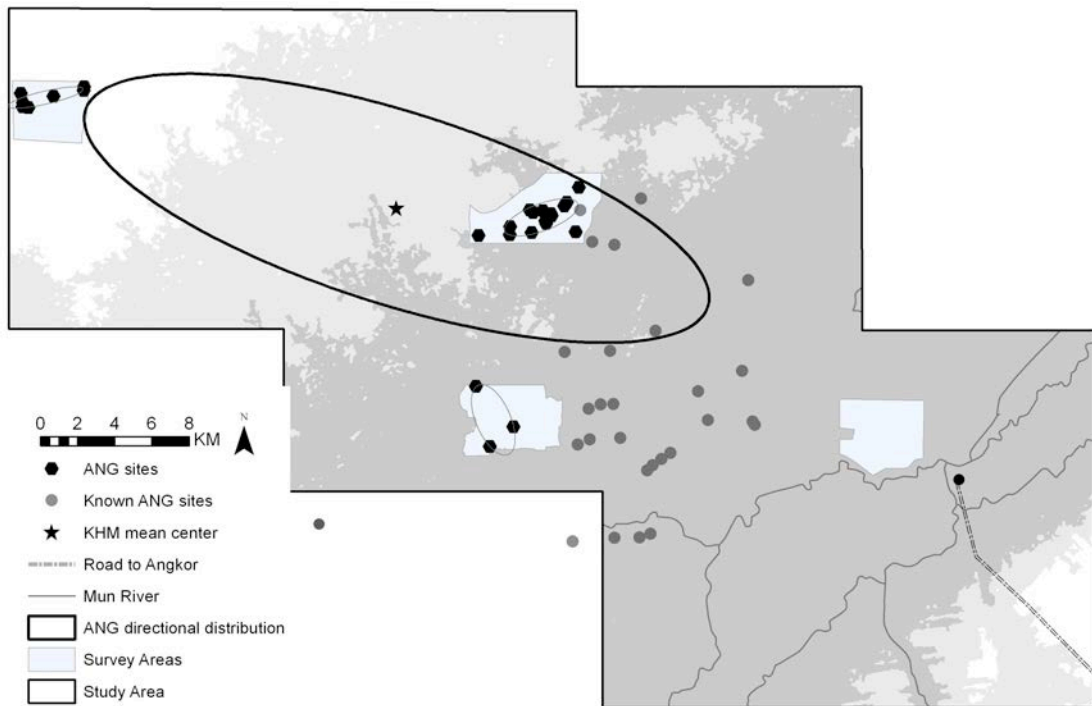 0 2 4 6 8
KM
N
ANG sites
Known ANG sites
KHM mean center
Road to Angkor
Mun River
ANG directional distribution
Survey Areas
Study Area